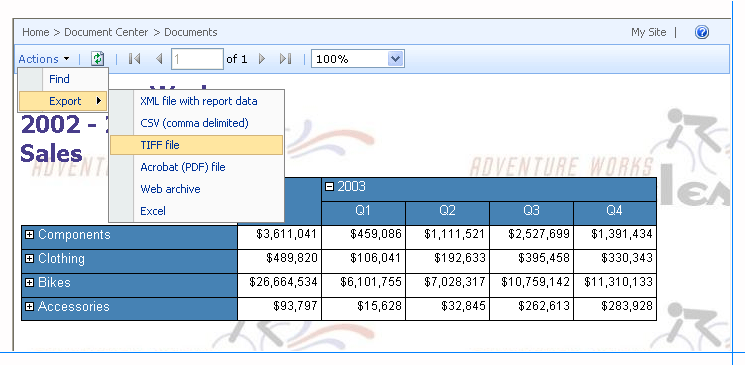 Home > Document Center > Documents
My Site |
Actions | 1 of 1 | 100%
Find
Export
XML file with report data
CSV (comma delimited)
TIFF file
Acrobat (PDF) file
Web archive
Excel
2002 -
Sales
ADVENTURE WORKS
ADVENTURE WORKS
2003
Q1 Q2 Q3 Q4
Components $3,611,041 $459,086 $1,111,521 $2,527,699 $1,391,434
Clothing $489,820 $106,041 $192,633 $395,458 $330,343
Bikes $26,664,534 $6,101,755 $7,028,317 $10,759,142 $11,310,133
Accessories $93,797 $15,628 $32,845 $262,613 $283,928